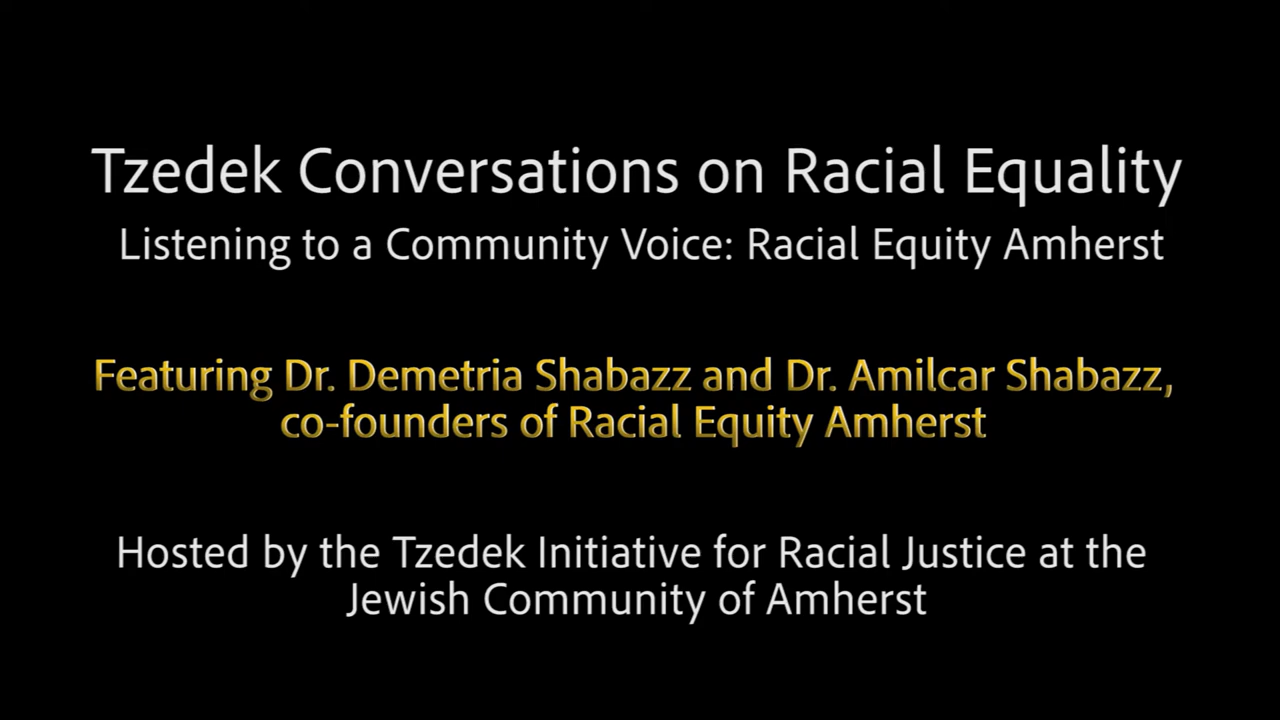 Tzedek Conversations on Racial Equality
Listening to a Community Voice: Racial Equity Amherst
Featuring Dr. Demetria Shabazz and Dr. Amilcar Shabazz,
co-founders of Racial Equity Amherst
Hosted by the Tzedek Initiative for Racial Justice at the
Jewish Community of Amherst